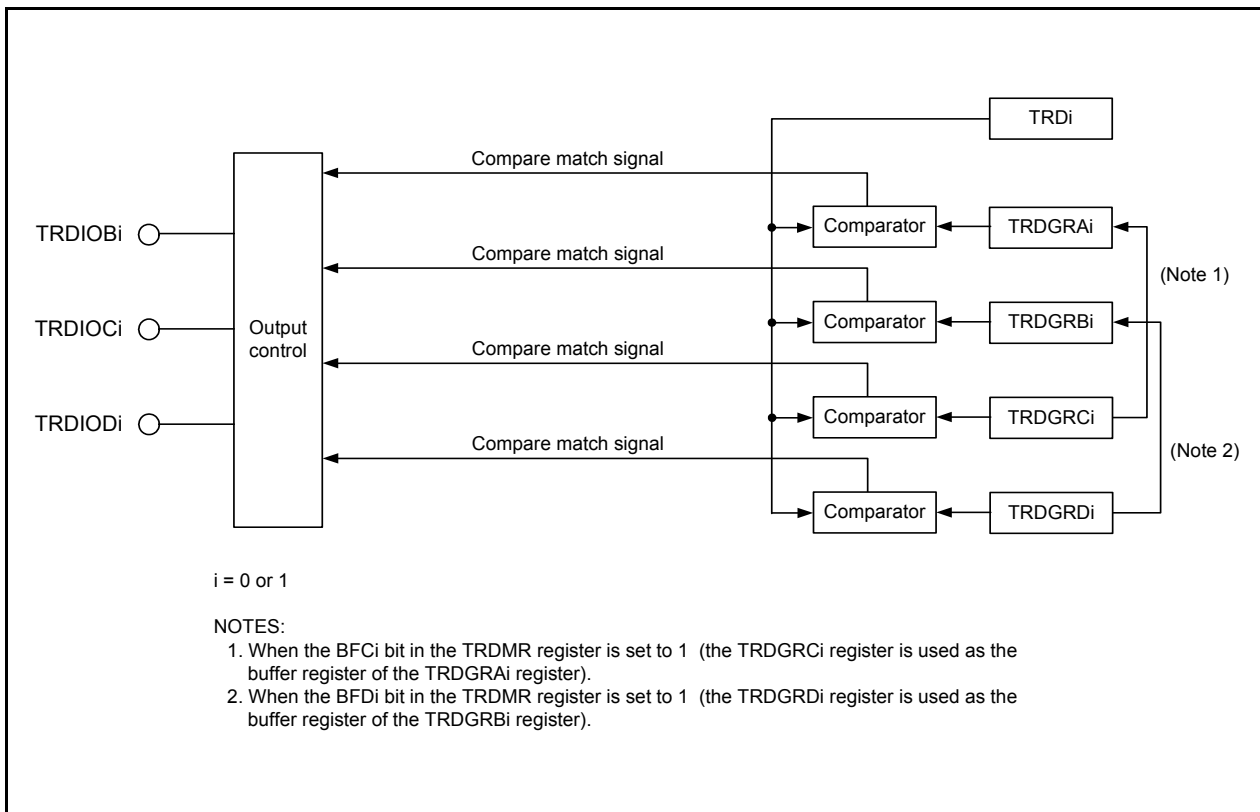 TRDi
Compare match signal
Comparator
TRDGRAi
TRDIOBi
Compare match signal
(Note 1)
Comparator
TRDGRBi
TRDIOCi
Output
control
Compare match signal
Comparator
TRDGRCi
TRDIODi
Compare match signal
(Note 2)
Comparator
TRDGRDi
i = 0 or 1
NOTES:
1. When the BFCi bit in the TRDMR register is set to 1 (the TRDGRCi register is used as the
buffer register of the TRDGRAi register).
2. When the BFDi bit in the TRDMR register is set to 1 (the TRDGRDi register is used as the
buffer register of the TRDGRBi register).